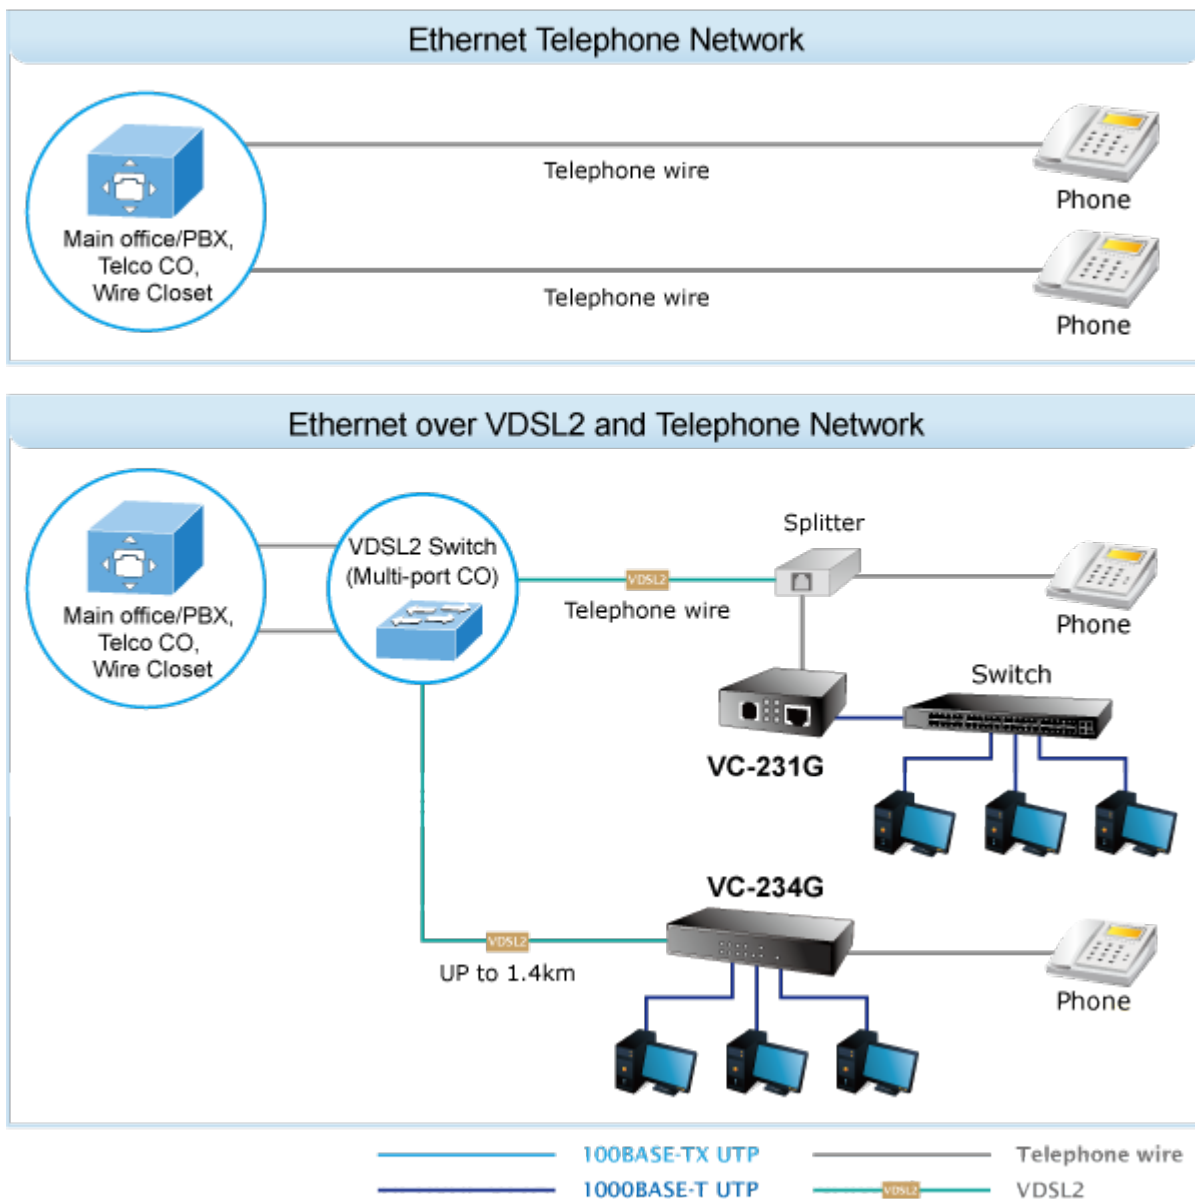 Ethernet Telephone Network
Telephone wire
Phone
Main office/PBX,
Telco CO,
Wire Closet
Telephone wire
Phone
Ethernet over VDSL2 and Telephone Network
Splitter
VDSL2 Switch
(Multi-port CO)
VDSL2
Telephone wire
Phone
Main office/PBX,
Telco CO,
Wire Closet
Switch
VC-231G
VC-234G
VDSL2
UP to 1.4km
Phone
100BASE-TX UTP
Telephone wire
1000BASE-T UTP
VDSL2
VDSL2